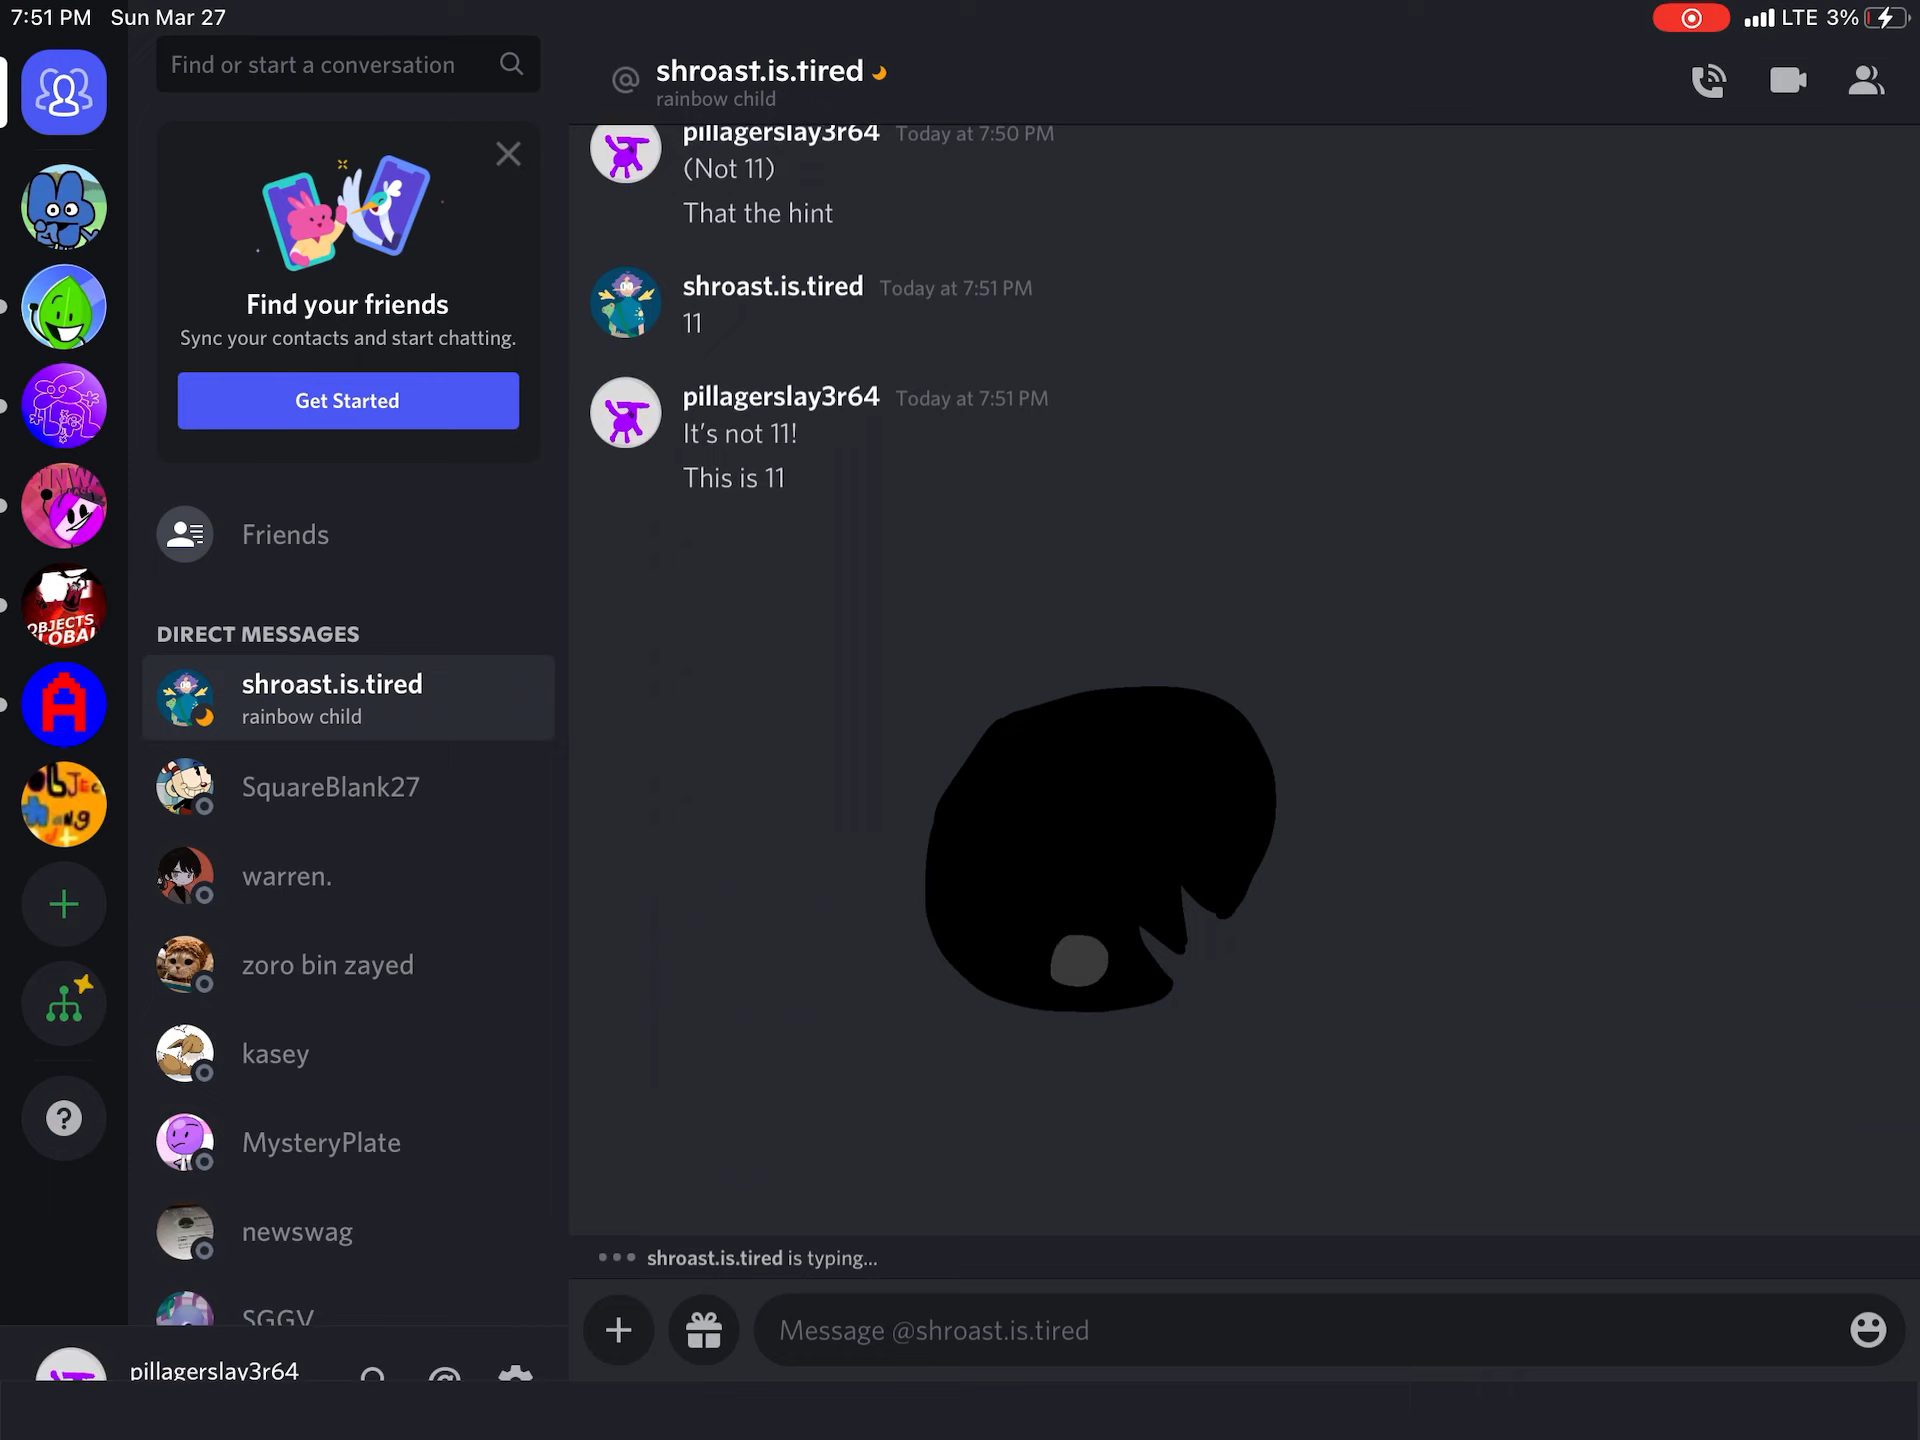 7:51 PM Sun Mar 27
LTE 3%
Find or start a conversation
Find your friends
Sync your contacts and start chatting.
Get Started
Friends
DIRECT MESSAGES
shroast.is.tired
rainbow child
SquareBlank27
warren.
zoro bin zayed
kasey
MysteryPlate
newswag
SGGV
pillagerslay3r64
OBJECTS
A
@ shroast.is.tired
rainbow child
pillagerslay3r64 Today at 7:50 PM
(Not 11)
That the hint
shroast.is.tired Today at 7:51 PM
11
pillagerslay3r64 Today at 7:51 PM
It's not 11!
This is 11
shroast.is.tired is typing...
Message @shroast.is.tired